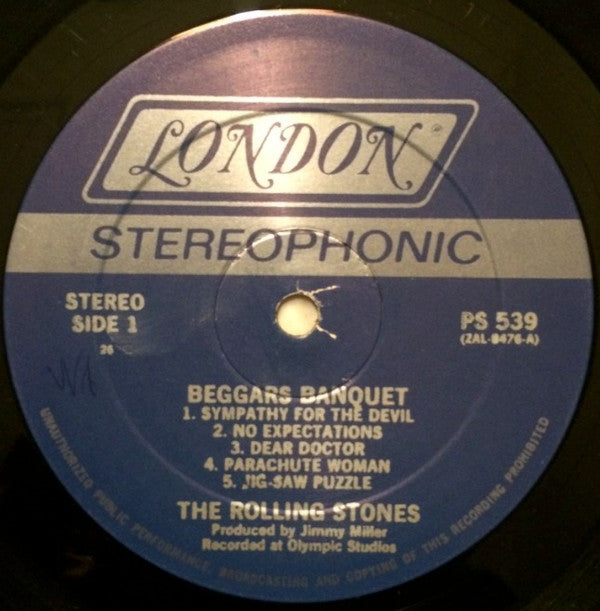 LONDON®
STEREOPHONIC
STEREO
SIDE 1
26
PS 539
(ZAL-8476-A)
BEGGARS BANQUET
1. SYMPATHY FOR THE DEVIL
2. NO EXPECTATIONS
3. DEAR DOCTOR
4. PARACHUTE WOMAN
5. JIG-SAW PUZZLE
THE ROLLING STONES
Produced by Jimmy Miller
Recorded at Olympic Studios
UNAUTHORIZED PUBLIC PERFORMANCE, BROADCASTING AND COPYING OF THIS RECORDING PROHIBITED